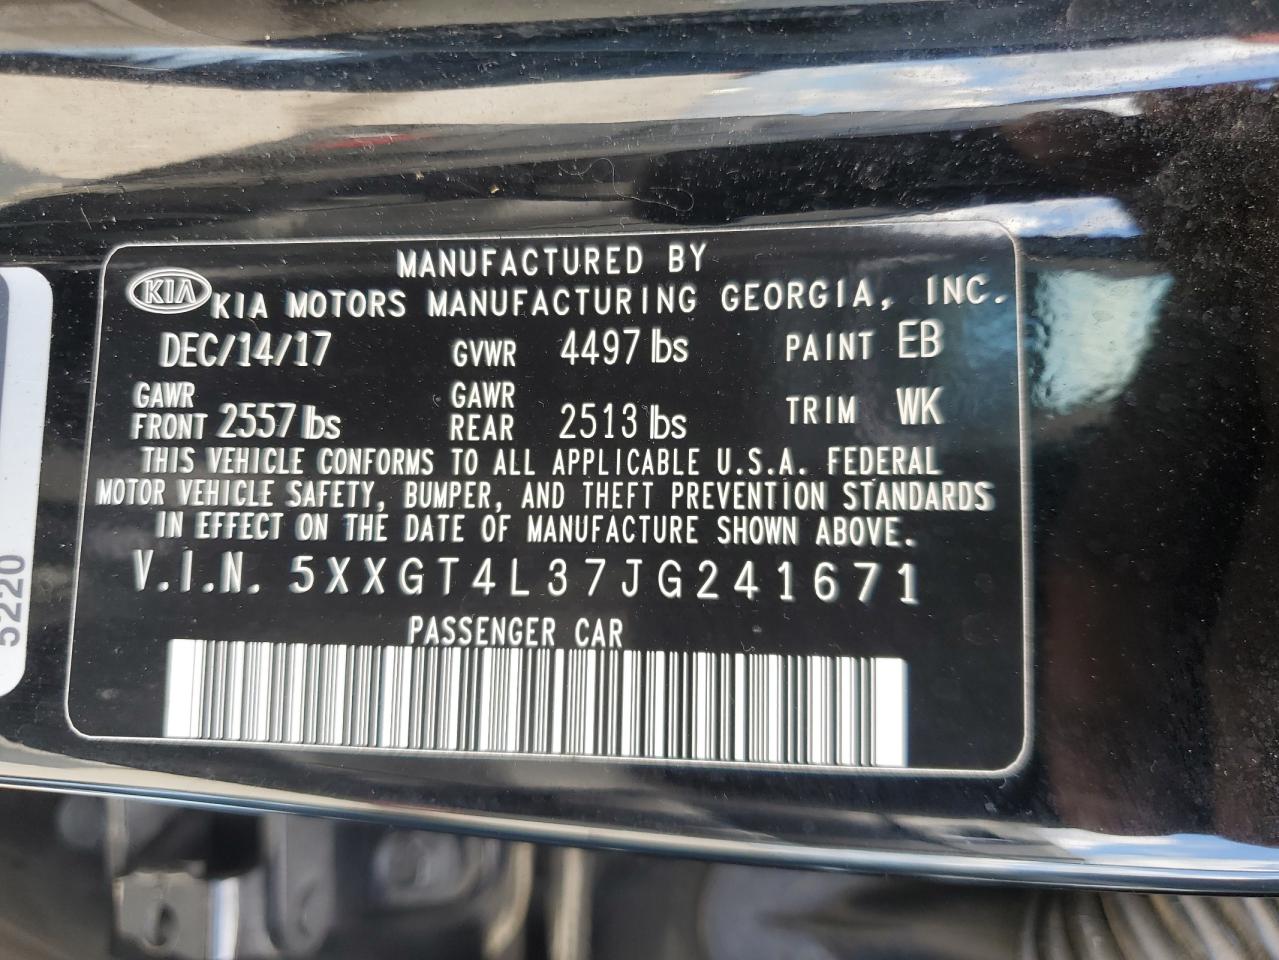 MANUFACTURED BY
KIA KIA MOTORS MANUFACTURING GEORGIA, INC.
DEC/14/17 GVWR 4497 lbs PAINT EB
GAWR FRONT 2557 lbs GAWR REAR 2513 lbs TRIM WK
THIS VEHICLE CONFORMS TO ALL APPLICABLE U.S.A. FEDERAL
MOTOR VEHICLE SAFETY, BUMPER, AND THEFT PREVENTION STANDARDS
IN EFFECT ON THE DATE OF MANUFACTURE SHOWN ABOVE.
V.I.N. 5XXGT4L37JG241671
PASSENGER CAR
5220